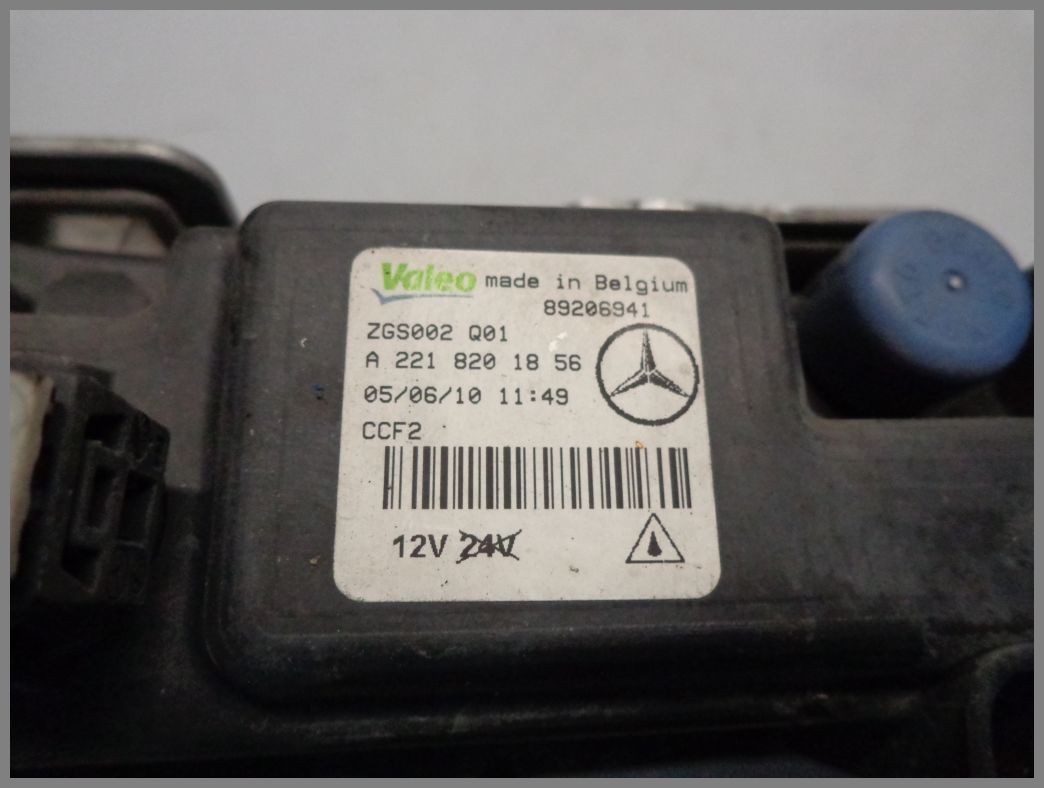 Valeo made in Belgium
89206941
ZGS002 Q01
A 221 820 18 56
05/06/10 11:49
CCF2
12V 24V